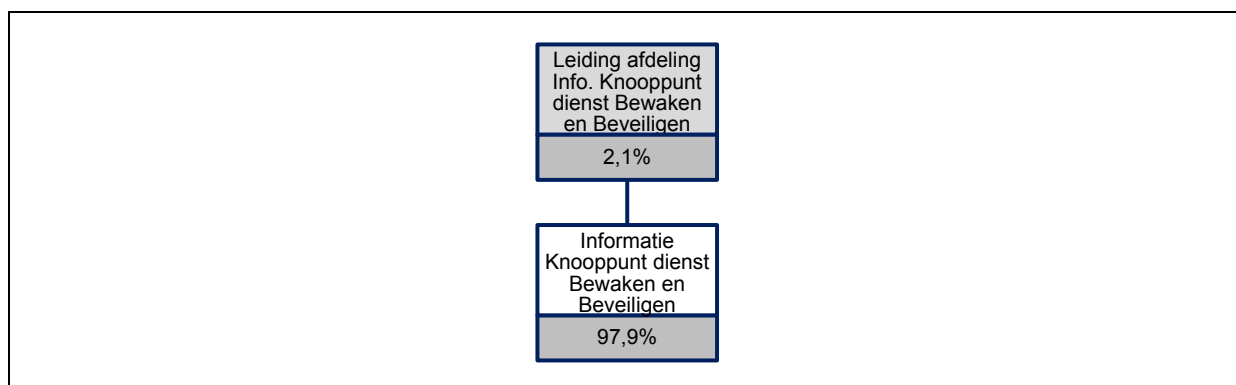 Leiding afdeling
Info. Knooppunt
dienst Bewaken
en Beveiligen
2,1%
Informatie
Knooppunt dienst
Bewaken en
Beveiligen
97,9%